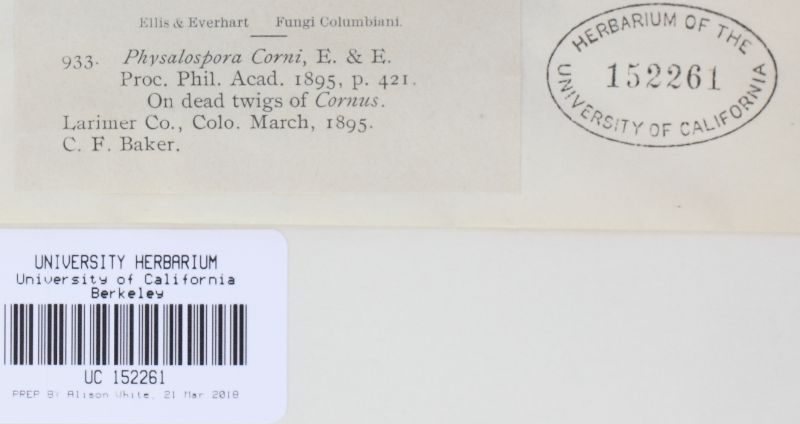 Ellis & Everhart — Fungi Columbiani.
933. Physalospora Corni, E. & E.
Proc. Phil. Acad. 1895, p. 421.
On dead twigs of Cornus.
Larimer Co., Colo. March, 1895.
C. F. Baker.
HERBARIUM OF THE
152261
UNIVERSITY OF CALIFORNIA
UNIVERSITY HERBARIUM
University of California
Berkeley
UC 152261
PREP BY Alison White, 21 Mar 2018